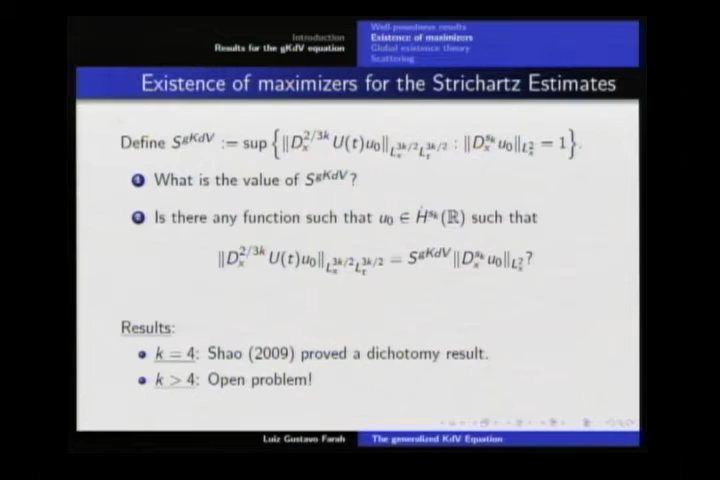 Introduction
Results for the gKdV equation
Well posedness results
Existence of maximizers
Global existence theory
Scattering
Existence of maximizers for the Strichartz Estimates
Define S^{gKdV} := sup { ‖D_x^{2/3k} U(t)u_0‖_{L_x^{3k/2} L_t^{3k/2}} : ‖D_x^{s_k} u_0‖_{L_x^2} = 1 }.
1 What is the value of S^{gKdV}?
2 Is there any function such that u_0 ∈ Ḣ^{s_k}(ℝ) such that
‖D_x^{2/3k} U(t)u_0‖_{L_x^{3k/2} L_t^{3k/2}} = S^{gKdV} ‖D_x^{s_k} u_0‖_{L_x^2}?
Results:
• k = 4: Shao (2009) proved a dichotomy result.
• k > 4: Open problem!
Luiz Gustavo Farah
The generalized KdV Equation